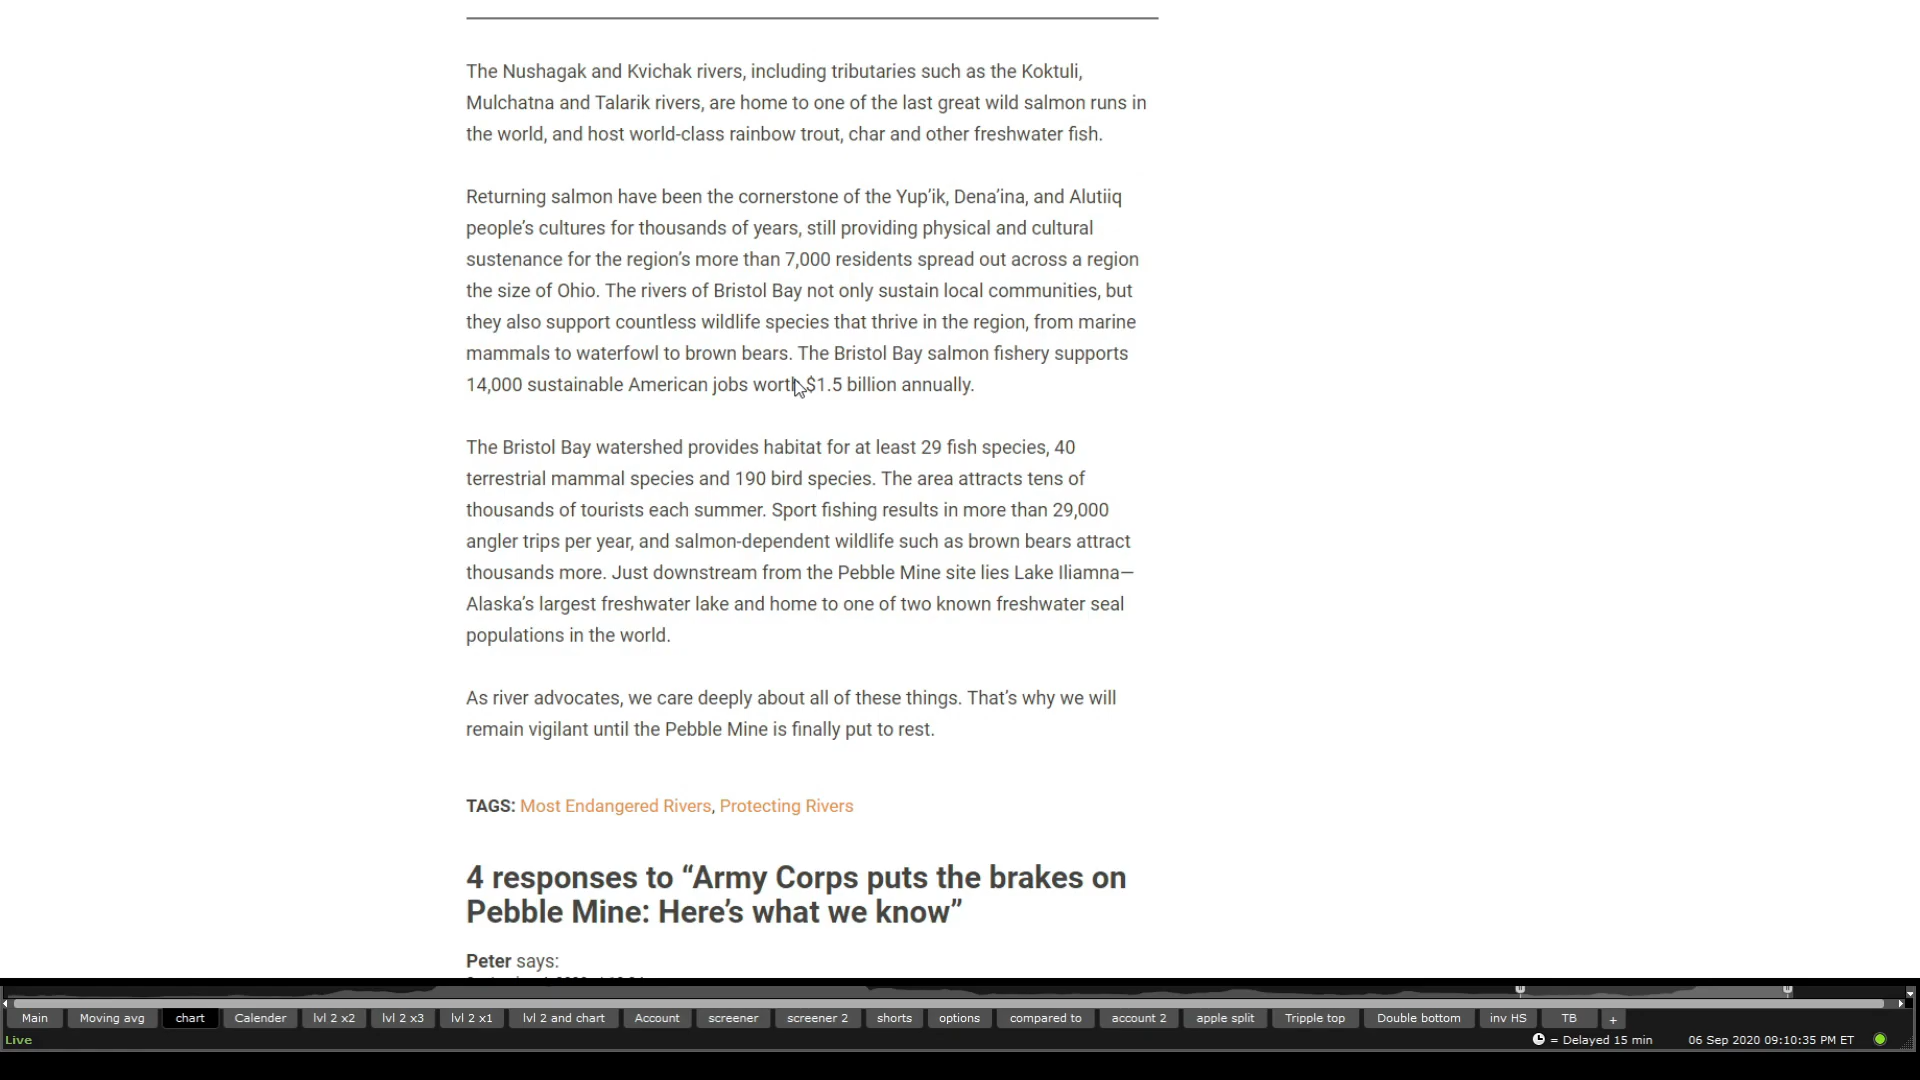 The Nushagak and Kvichak rivers, including tributaries such as the Koktuli,
Mulchatna and Talarik rivers, are home to one of the last great wild salmon runs in
the world, and host world-class rainbow trout, char and other freshwater fish.
Returning salmon have been the cornerstone of the Yup’ik, Dena’ina, and Alutiiq
people’s cultures for thousands of years, still providing physical and cultural
sustenance for the region’s more than 7,000 residents spread out across a region
the size of Ohio. The rivers of Bristol Bay not only sustain local communities, but
they also support countless wildlife species that thrive in the region, from marine
mammals to waterfowl to brown bears. The Bristol Bay salmon fishery supports
14,000 sustainable American jobs worth $1.5 billion annually.
The Bristol Bay watershed provides habitat for at least 29 fish species, 40
terrestrial mammal species and 190 bird species. The area attracts tens of
thousands of tourists each summer. Sport fishing results in more than 29,000
angler trips per year, and salmon-dependent wildlife such as brown bears attract
thousands more. Just downstream from the Pebble Mine site lies Lake Iliamna—
Alaska’s largest freshwater lake and home to one of two known freshwater seal
populations in the world.
As river advocates, we care deeply about all of these things. That’s why we will
remain vigilant until the Pebble Mine is finally put to rest.
TAGS: Most Endangered Rivers, Protecting Rivers
4 responses to “Army Corps puts the brakes on
Pebble Mine: Here’s what we know”
Peter says:
Main Moving avg chart Calender lvl 2 x2 lvl 2 x3 lvl 2 x1 lvl 2 and chart Account screener screener 2 shorts options compared to account 2 apple split Tripple top Double bottom inv HS TB +
Live = Delayed 15 min 06 Sep 2020 09:10:35 PM ET